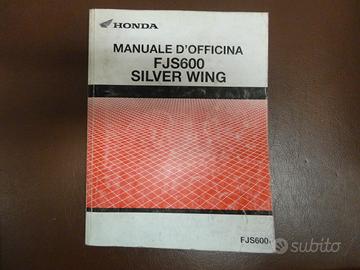 HONDA
MANUALE D'OFFICINA
FJS600
SILVER WING
FJS600
subito